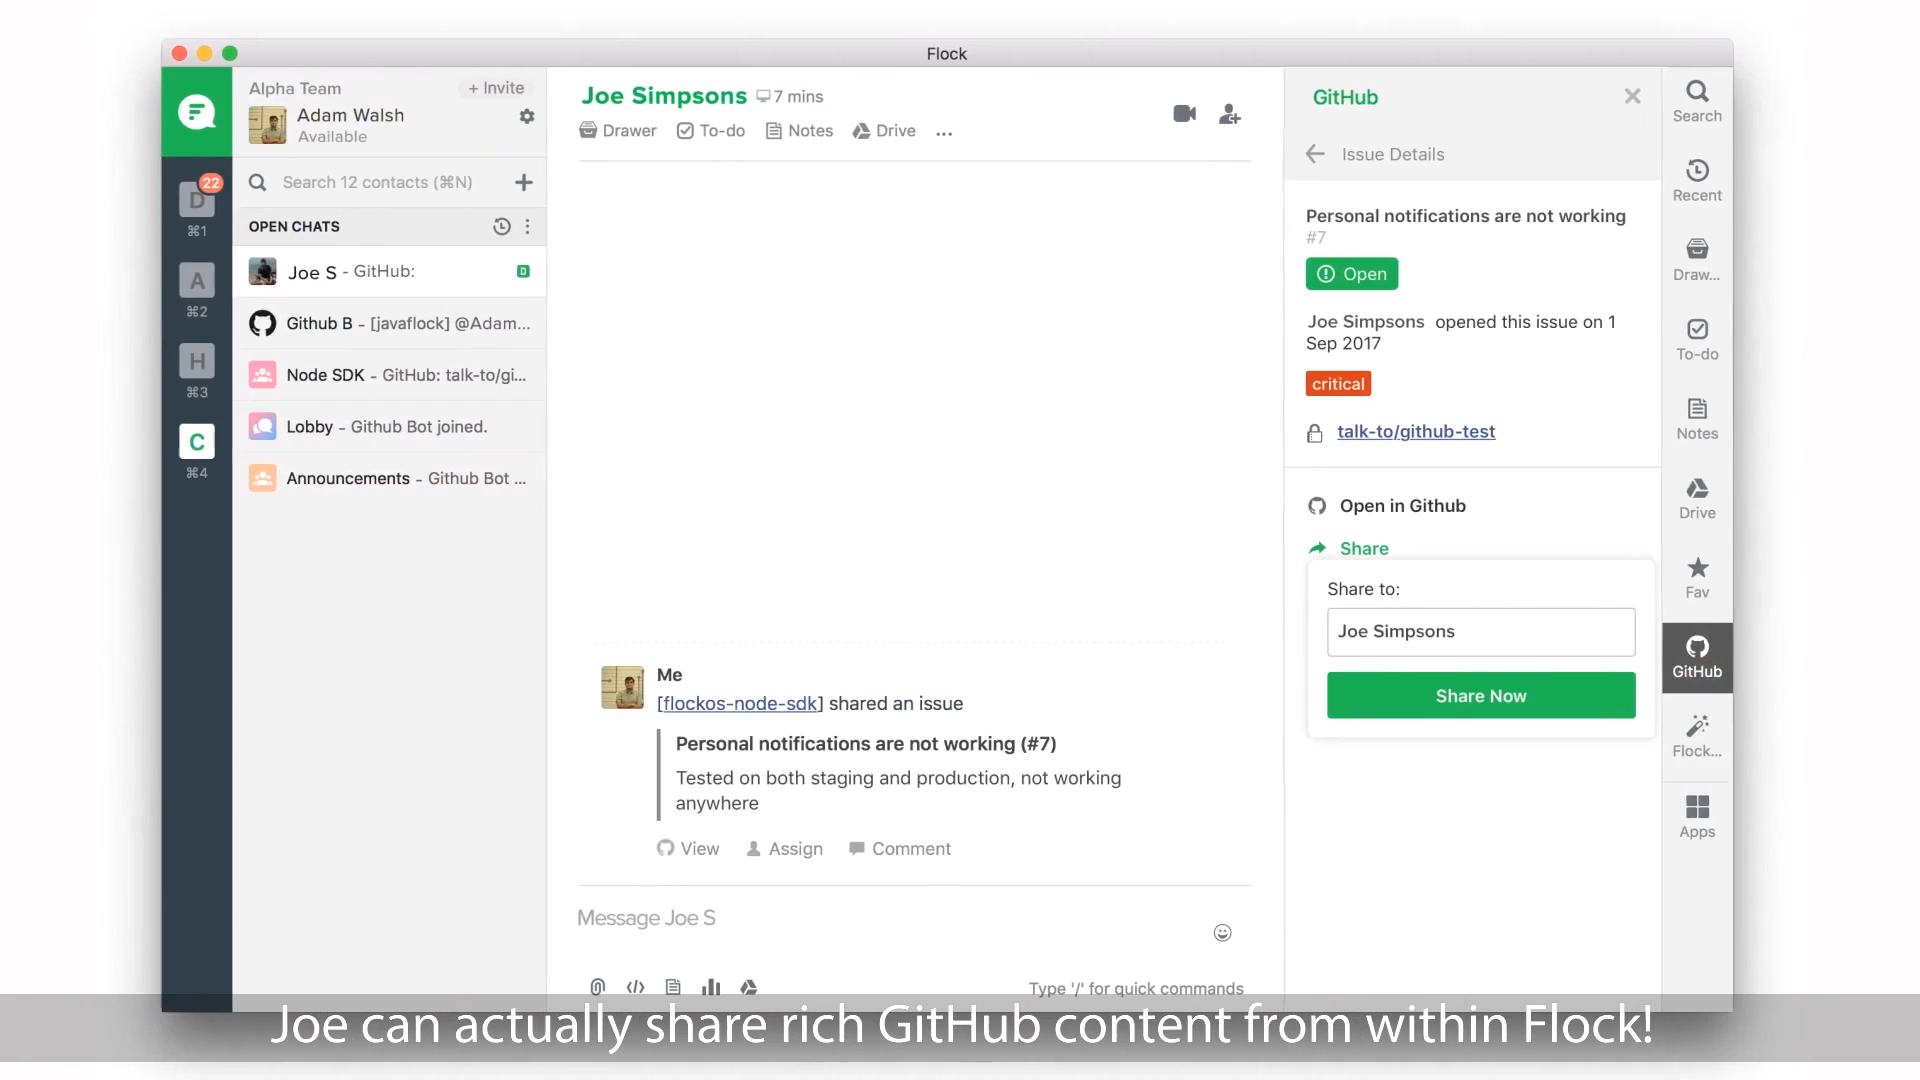 Flock
Alpha Team
+ Invite
Adam Walsh
Available
22
D
⌘1
A
⌘2
H
⌘3
C
⌘4
Search 12 contacts (⌘N)
OPEN CHATS
Joe S - GitHub:
D
Github B - [javaflock] @Adam...
Node SDK - GitHub: talk-to/gi...
Lobby - Github Bot joined.
Announcements - Github Bot ...
Joe Simpsons 7 mins
Drawer To-do Notes Drive ...
Me
[flockos-node-sdk] shared an issue
Personal notifications are not working (#7)
Tested on both staging and production, not working
anywhere
View Assign Comment
Message Joe S
Type '/' for quick commands
GitHub
Issue Details
Personal notifications are not working
#7
Open
Joe Simpsons opened this issue on 1
Sep 2017
critical
talk-to/github-test
Open in Github
Share
Share to:
Joe Simpsons
Share Now
Search
Recent
Draw...
To-do
Notes
Drive
Fav
GitHub
Flock...
Apps
Joe can actually share rich GitHub content from within Flock!